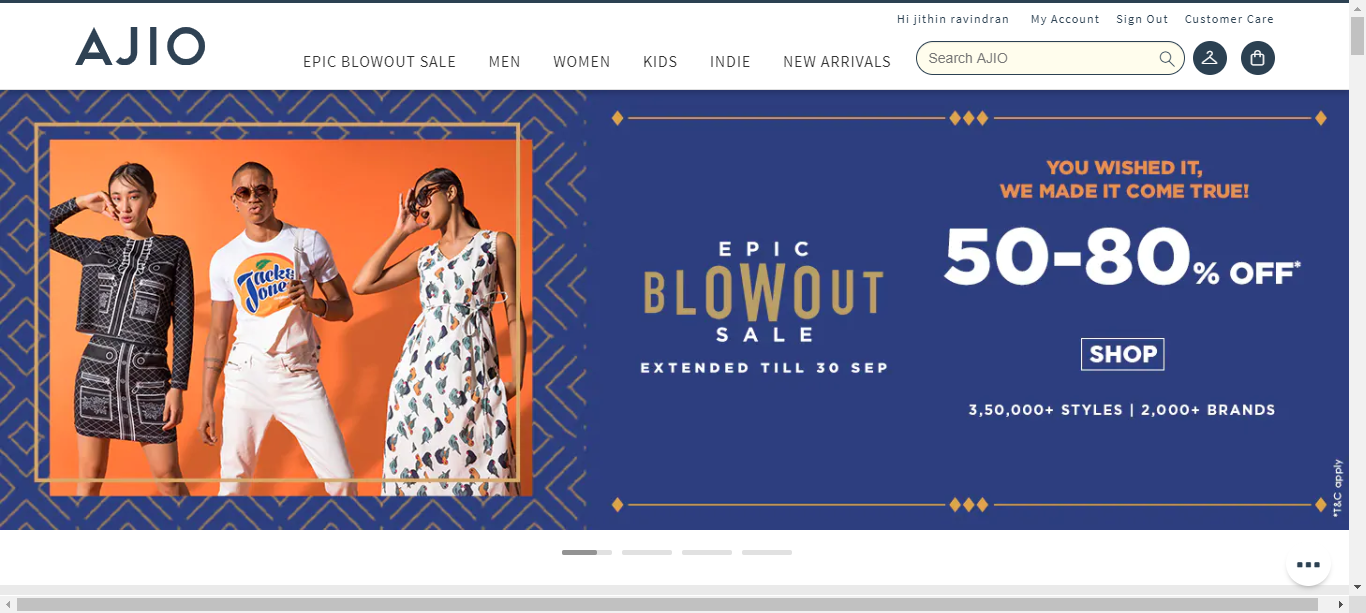 Hi jithin ravindran My Account Sign Out Customer Care
AJIO
EPIC BLOWOUT SALE MEN WOMEN KIDS INDIE NEW ARRIVALS
Search AJIO
Jack & Jones
EPIC
BLOWOUT
SALE
EXTENDED TILL 30 SEP
YOU WISHED IT,
WE MADE IT COME TRUE!
50-80% OFF*
SHOP
3,50,000+ STYLES | 2,000+ BRANDS
*T&C apply